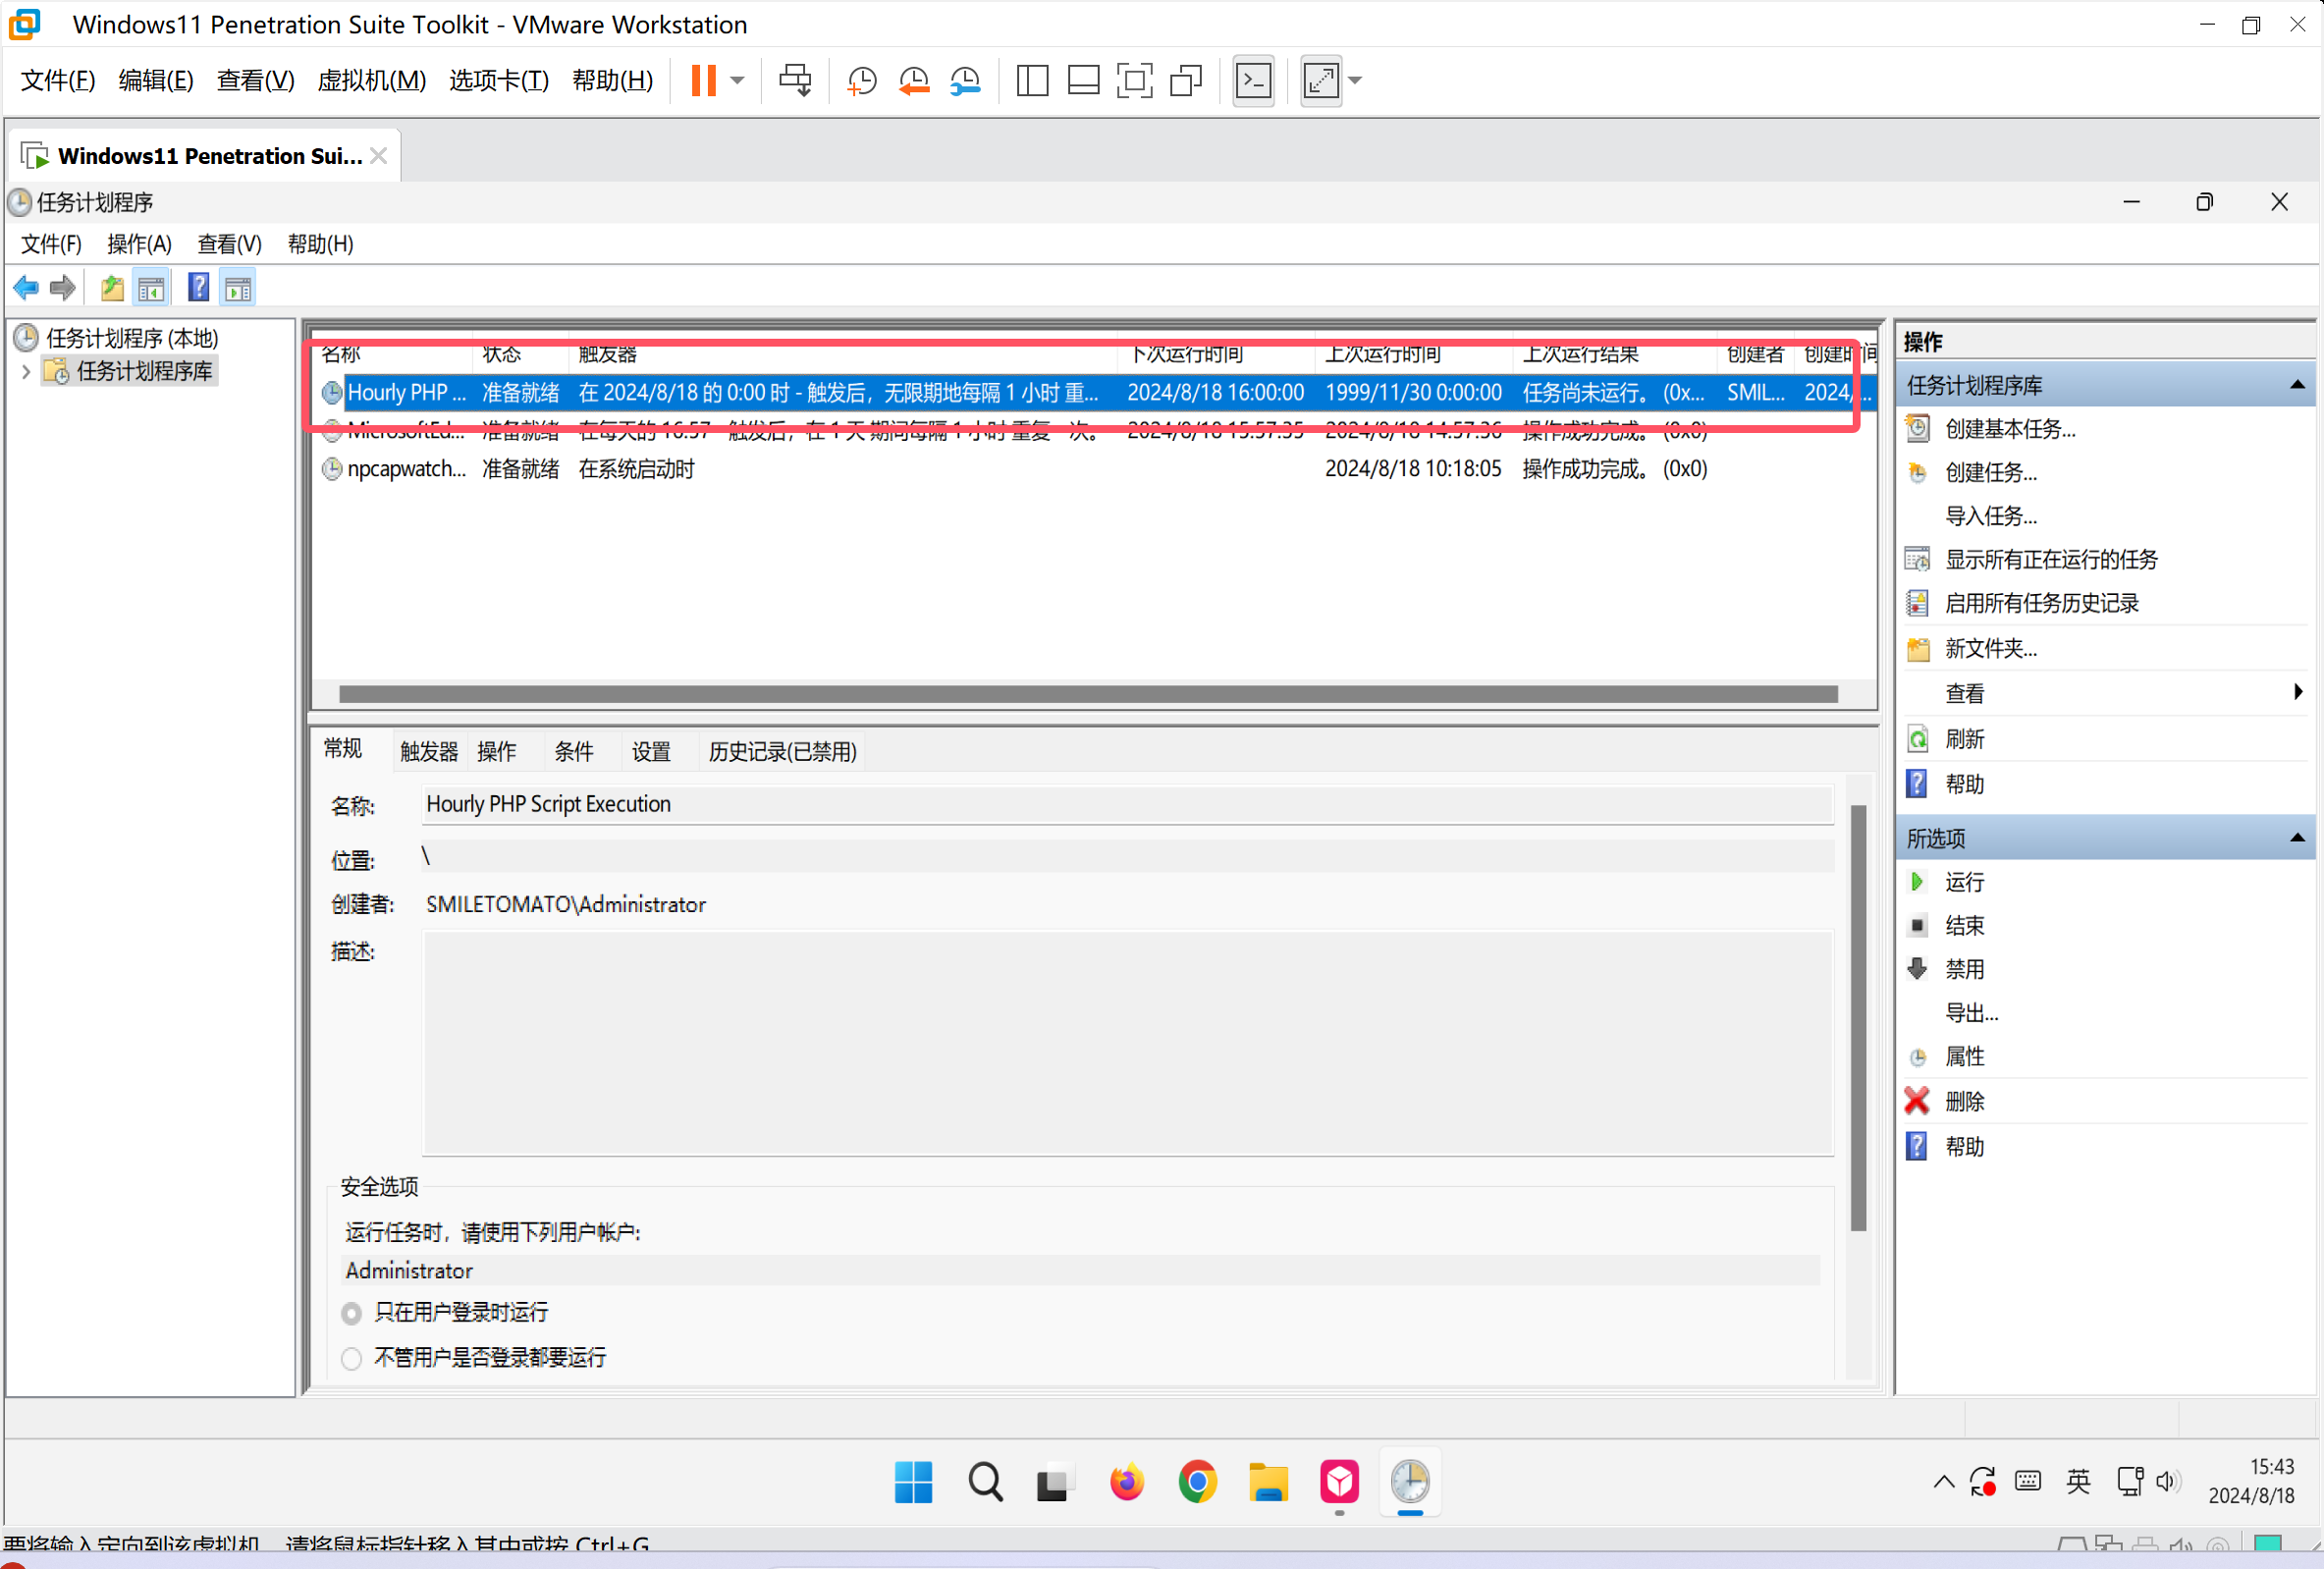 Windows11 Penetration Suite Toolkit - VMware Workstation
文件(F) 编辑(E) 查看(V) 虚拟机(M) 选项卡(T) 帮助(H)
Windows11 Penetration Sui...
任务计划程序
文件(F) 操作(A) 查看(V) 帮助(H)
任务计划程序 (本地)
任务计划程序库
名称 状态 触发器 下次运行时间 上次运行时间 上次运行结果 创建者 创建时间
Hourly PHP ... 准备就绪 在 2024/8/18 的 0:00 时 - 触发后，无限期地每隔 1 小时 重... 2024/8/18 16:00:00 1999/11/30 0:00:00 任务尚未运行。 (0x... SMIL... 2024/...
MicrosoftEd... 准备就绪 在每天的 16:57 - 触发后，在 1 天 期间每隔 1 小时 重复一次。 2024/8/18 15:57:35 2024/8/18 14:57:36 操作成功完成。 (0x0)
npcapwatch... 准备就绪 在系统启动时 2024/8/18 10:18:05 操作成功完成。 (0x0)
常规 触发器 操作 条件 设置 历史记录(已禁用)
名称: Hourly PHP Script Execution
位置: \
创建者: SMILETOMATO\Administrator
描述:
安全选项
运行任务时，请使用下列用户帐户:
Administrator
只在用户登录时运行
不管用户是否登录都要运行
操作
任务计划程序库
创建基本任务...
创建任务...
导入任务...
显示所有正在运行的任务
启用所有任务历史记录
新文件夹...
查看
刷新
帮助
所选项
运行
结束
禁用
导出...
属性
删除
帮助
英
15:43
2024/8/18
要将输入定向到该虚拟机，请将鼠标指针移入其中或按 Ctrl+G。